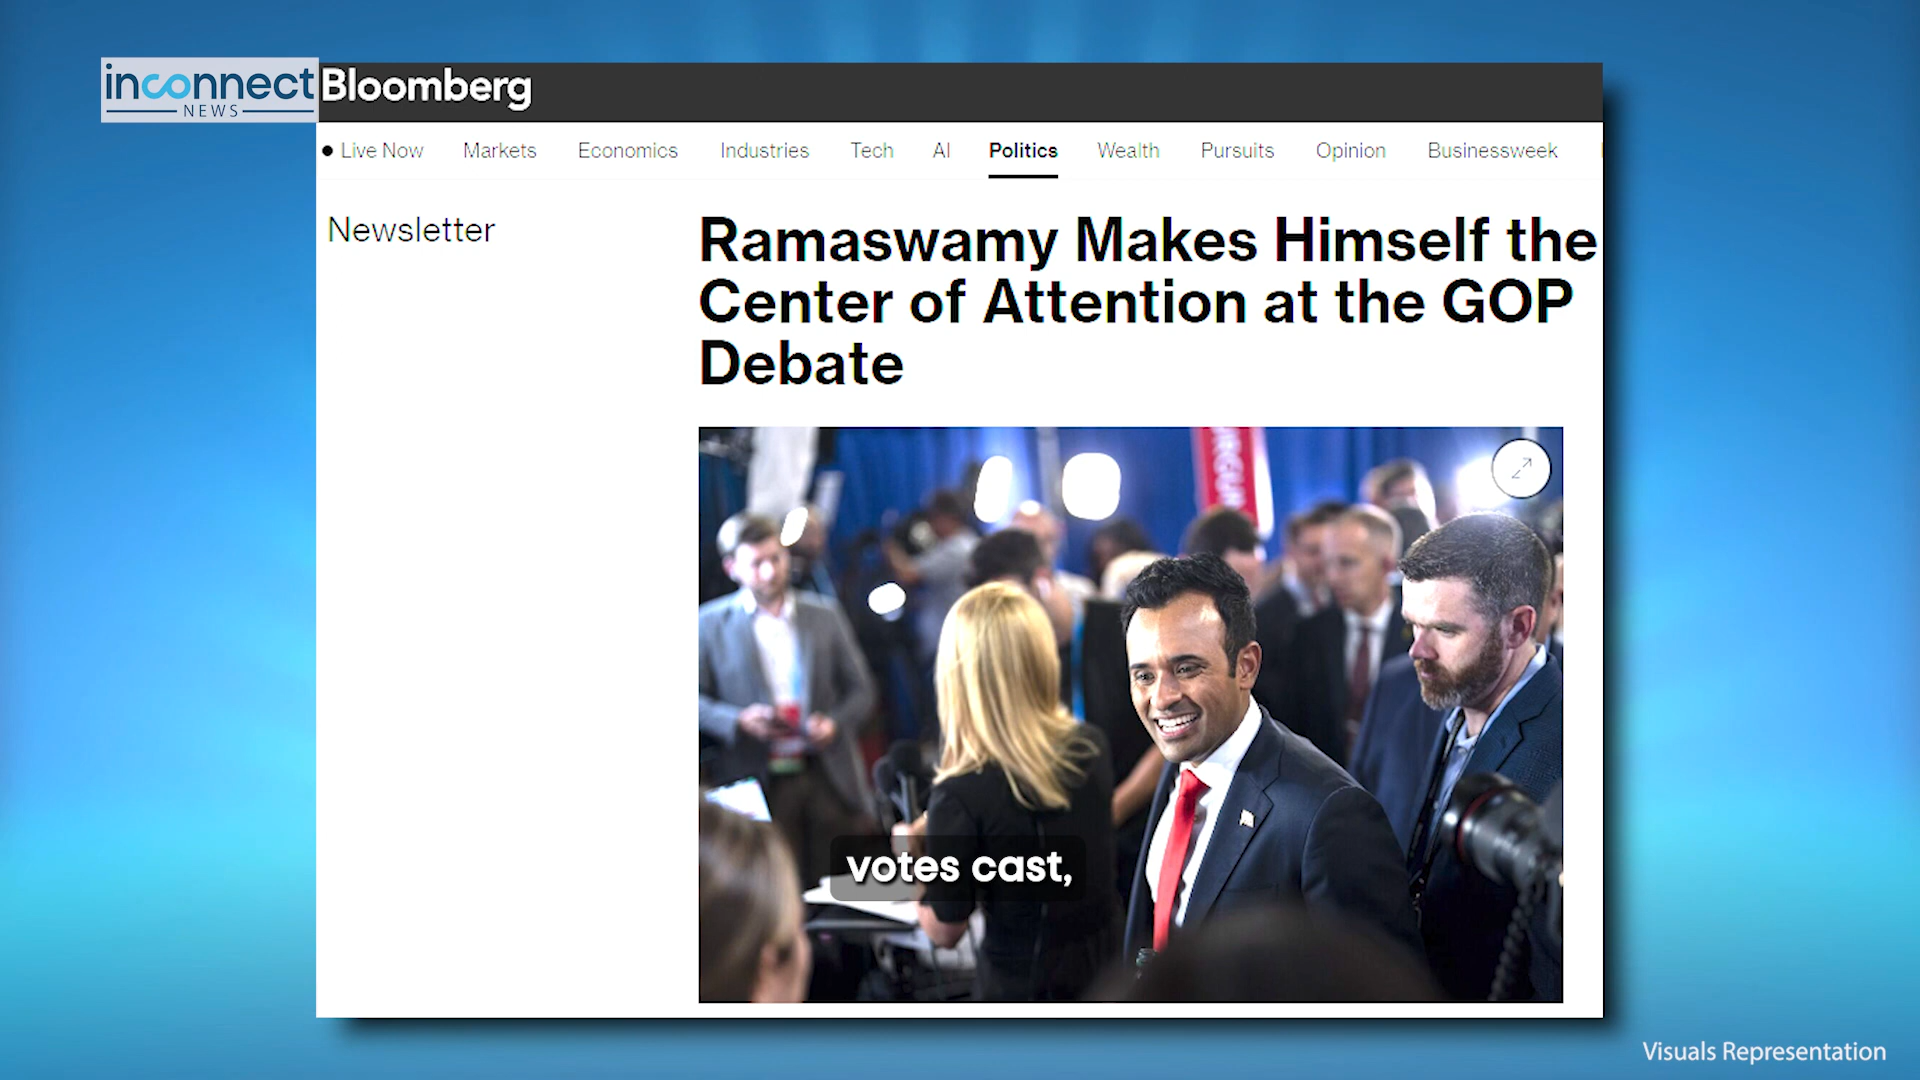 inconnect
NEWS
Bloomberg
Live Now Markets Economics Industries Tech AI Politics Wealth Pursuits Opinion Businessweek
Newsletter
Ramaswamy Makes Himself the
Center of Attention at the GOP
Debate
votes cast,
Visuals Representation